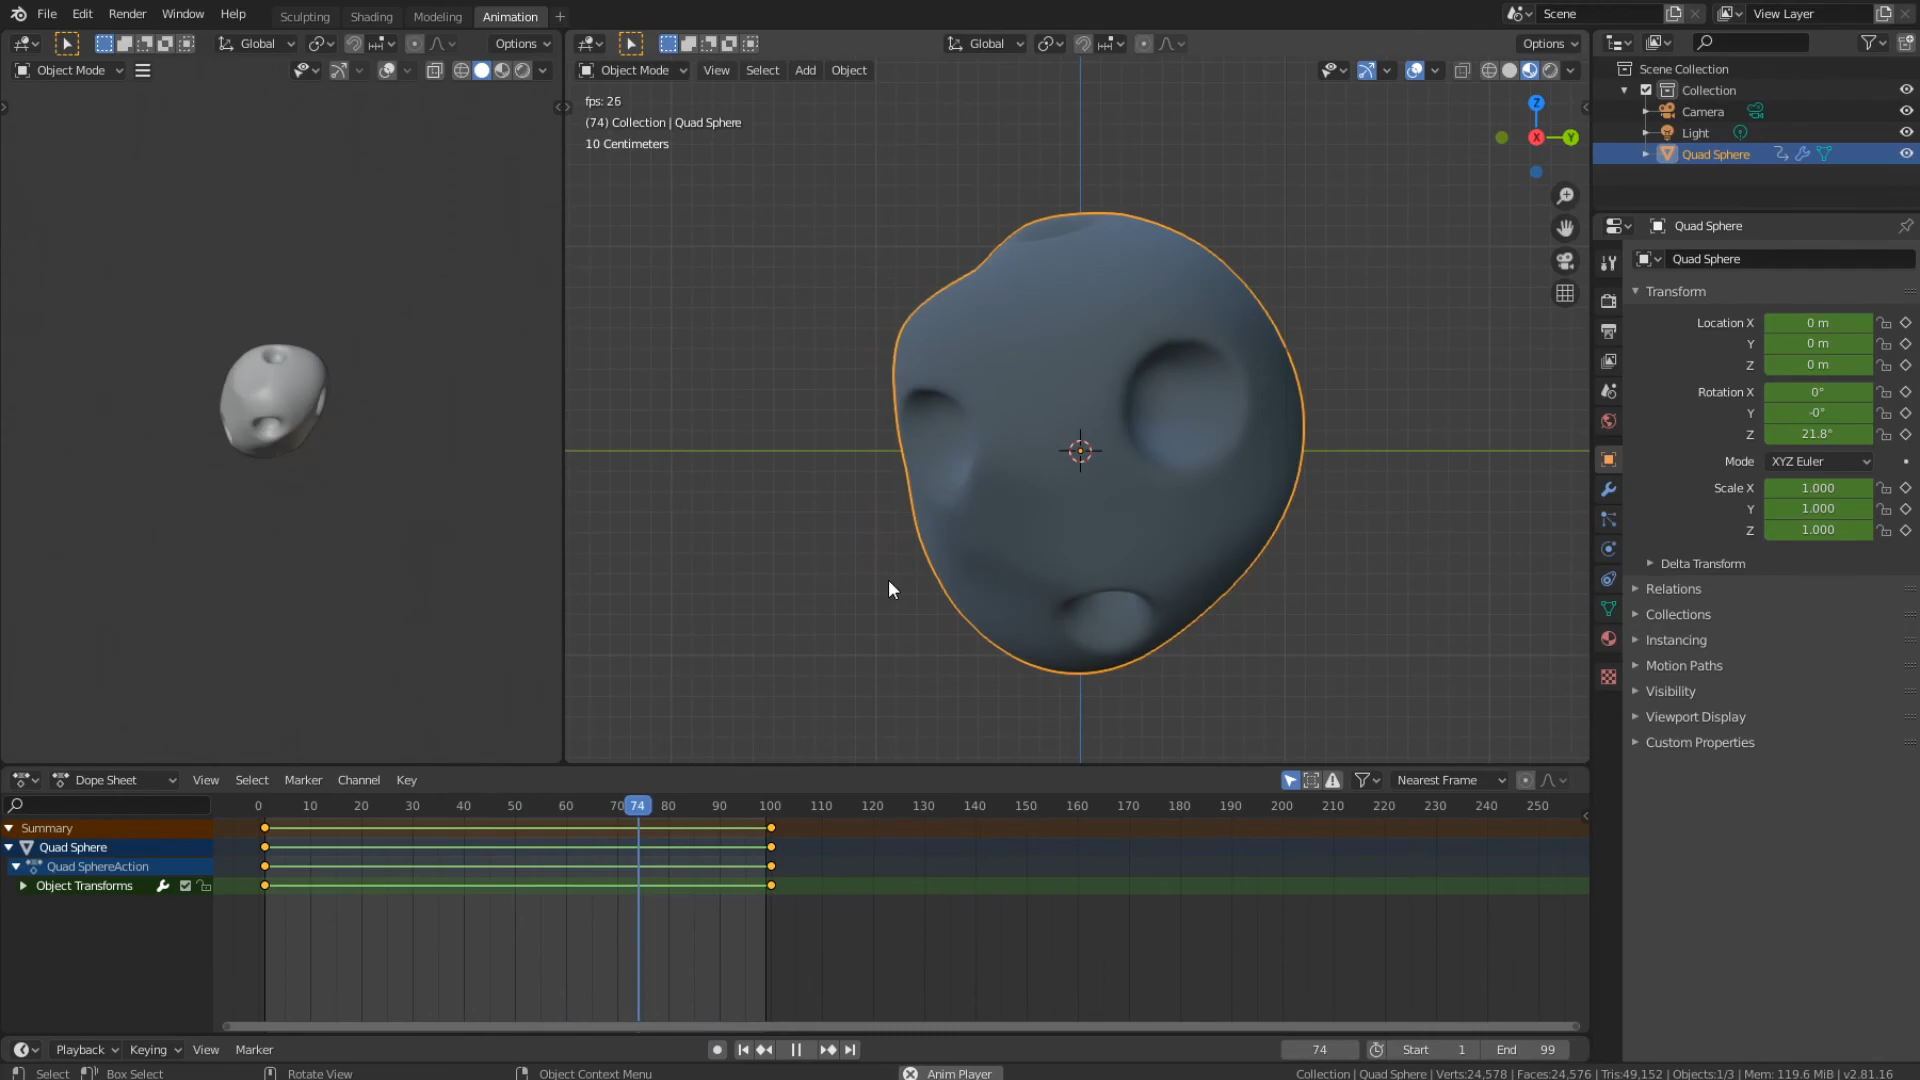 File Edit Render Window Help Sculpting Shading Modeling Animation + Scene View Layer
Global Options Global Options
Object Mode Object Mode View Select Add Object
Scene Collection
Collection
Camera
Light
Quad Sphere
fps: 26
(74) Collection | Quad Sphere
10 Centimeters
Z
X
Y
Quad Sphere
Quad Sphere
Transform
Location X 0 m
Y 0 m
Z 0 m
Rotation X 0°
Y -0°
Z 21.8°
Mode XYZ Euler
Scale X 1.000
Y 1.000
Z 1.000
Delta Transform
Relations
Collections
Instancing
Motion Paths
Visibility
Viewport Display
Custom Properties
Dope Sheet View Select Marker Channel Key Nearest Frame
0 10 20 30 40 50 60 70 74 80 90 100 110 120 130 140 150 160 170 180 190 200 210 220 230 240 250
Summary
Quad Sphere
Quad SphereAction
Object Transforms
Playback Keying View Marker 74 Start 1 End 99
Select Box Select Rotate View Object Context Menu Anim Player Collection | Quad Sphere | Verts:24,578 | Faces:24,576 | Tris:49,152 | Objects:1/3 | Mem: 119.6 MiB | v2.81.16